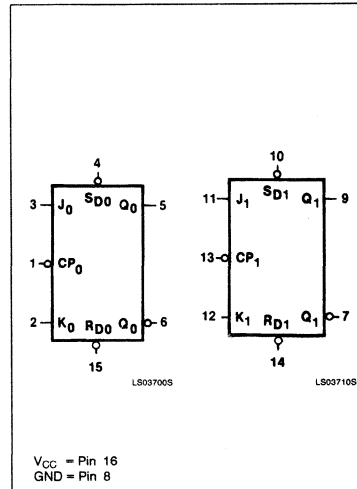 4
3 J0 SD0 Q0 5
1 CP0
2 K0 RD0 Q0 6
15
LS03700S
10
11 J1 SD1 Q1 9
13 CP1
12 K1 RD1 Q1 7
14
LS03710S
VCC = Pin 16
GND = Pin 8